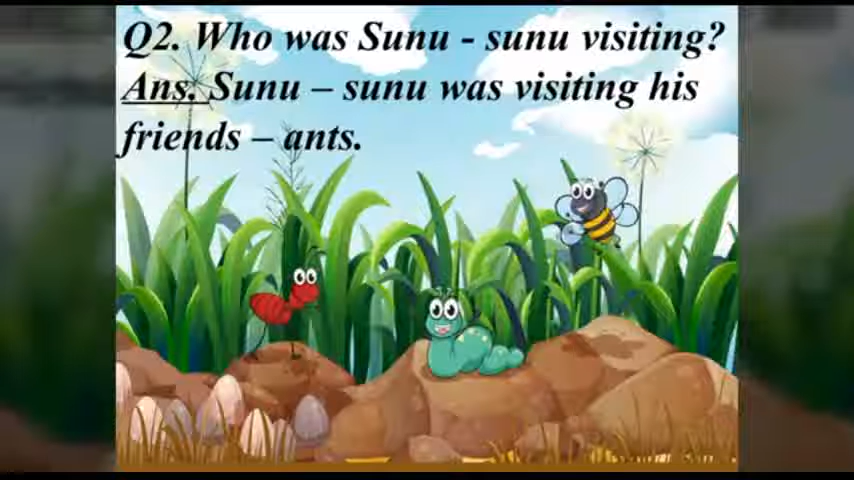 Q2. Who was Sunu - sunu visiting?
Ans. Sunu – sunu was visiting his
friends – ants.